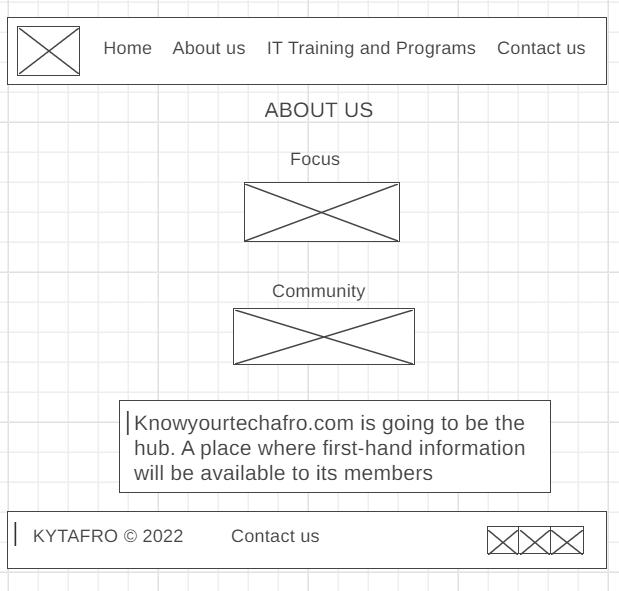 Home About us IT Training and Programs Contact us
ABOUT US
Focus
Community
Knowyourtechafro.com is going to be the
hub. A place where first-hand information
will be available to its members
KYTAFRO © 2022 Contact us